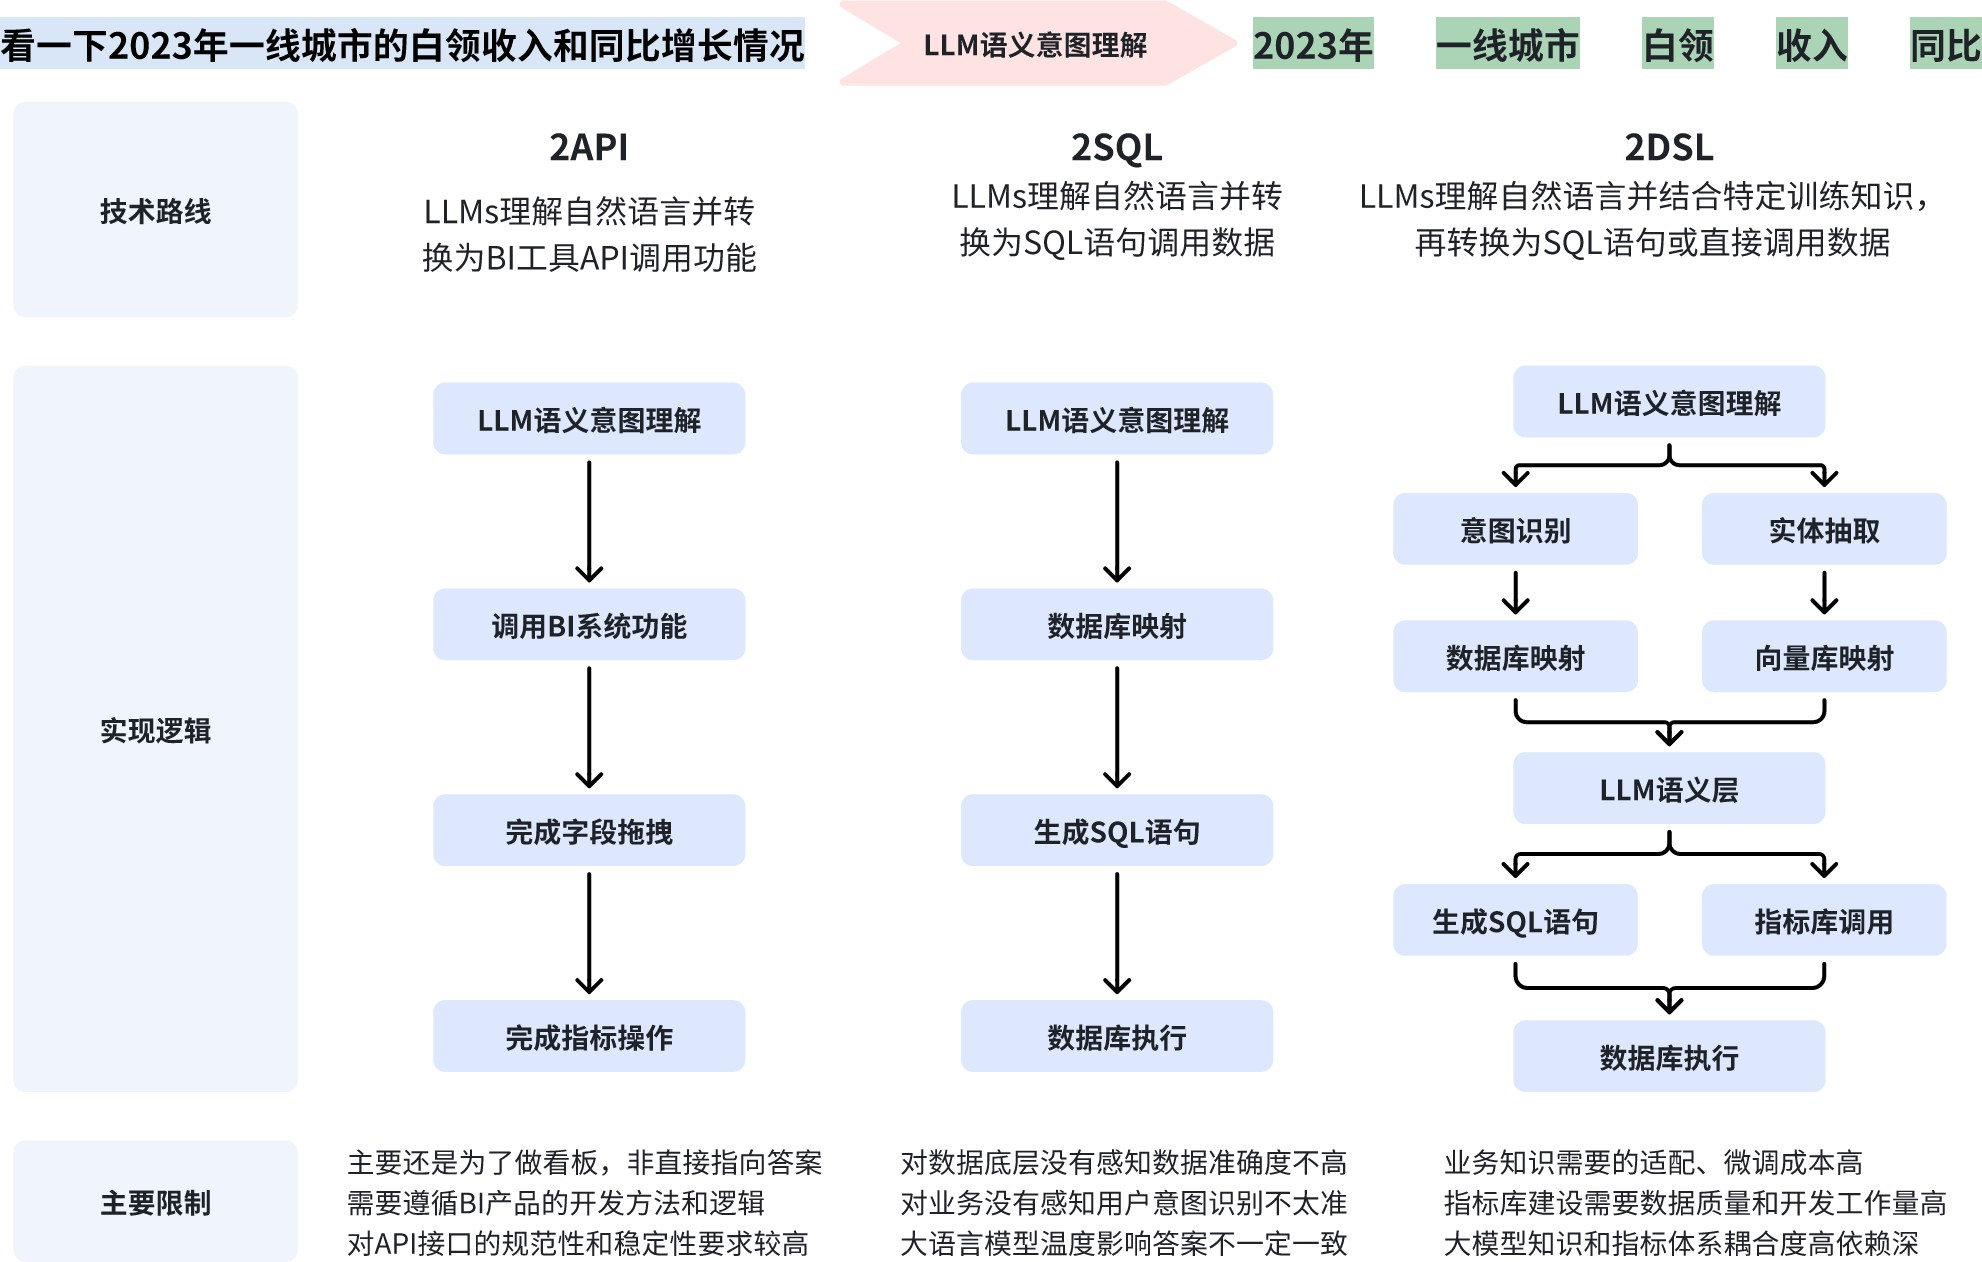 看一下2023年一线城市的白领收入和同比增长情况
LLM语义意图理解
2023年 一线城市 白领 收入 同比
技术路线
2API
LLMs理解自然语言并转
换为BI工具API调用功能
2SQL
LLMs理解自然语言并转
换为SQL语句调用数据
2DSL
LLMs理解自然语言并结合特定训练知识，
再转换为SQL语句或直接调用数据
实现逻辑
LLM语义意图理解
调用BI系统功能
完成字段拖拽
完成指标操作
LLM语义意图理解
数据库映射
生成SQL语句
数据库执行
LLM语义意图理解
意图识别
实体抽取
数据库映射
向量库映射
LLM语义层
生成SQL语句
指标库调用
数据库执行
主要限制
主要还是为了做看板，非直接指向答案
需要遵循BI产品的开发方法和逻辑
对API接口的规范性和稳定性要求较高
对数据底层没有感知数据准确度不高
对业务没有感知用户意图识别不太准
大语言模型温度影响答案不一定一致
业务知识需要的适配、微调成本高
指标库建设需要数据质量和开发工作量高
大模型知识和指标体系耦合度高依赖深